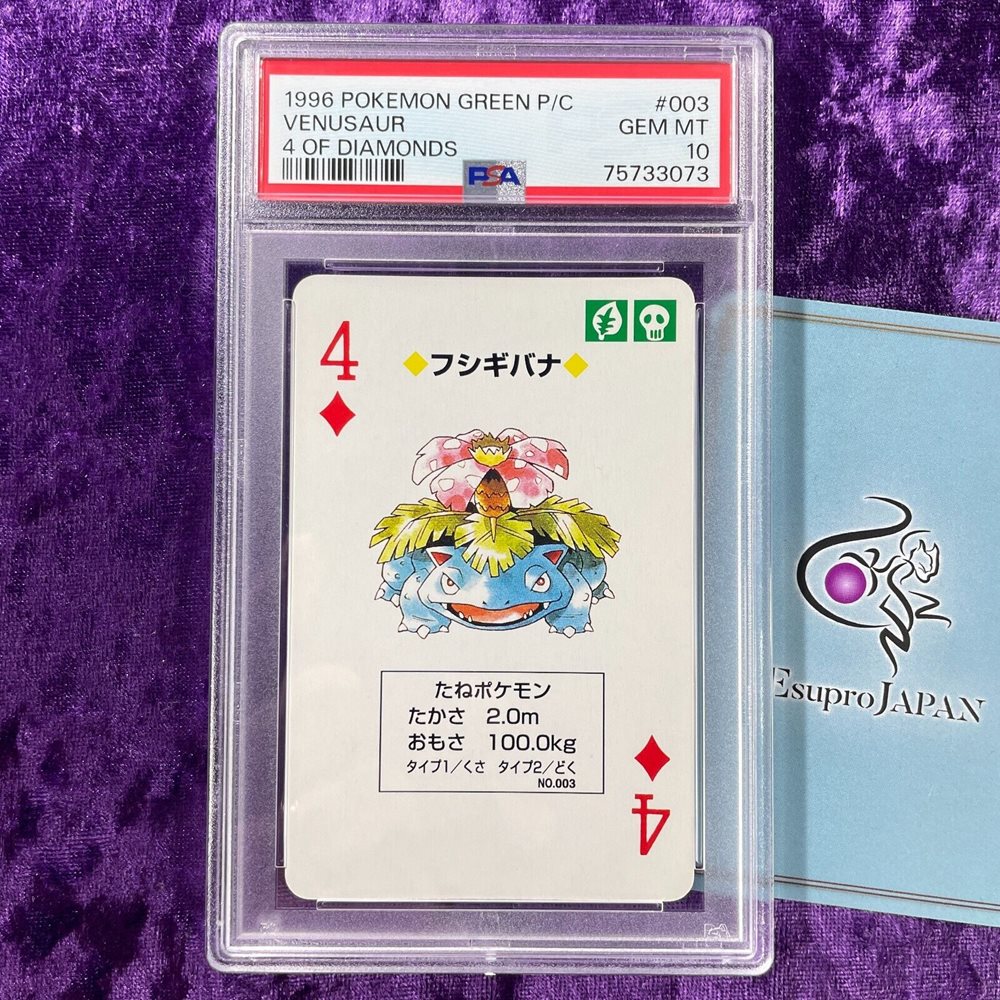 1996 POKEMON GREEN P/C #003
VENUSAUR GEM MT
4 OF DIAMONDS 10
PSA 75733073
4
フシギバナ
たねポケモン
たかさ 2.0m
おもさ 100.0kg
タイプ1/くさ タイプ2/どく
NO.003
4
EsuproJAPAN